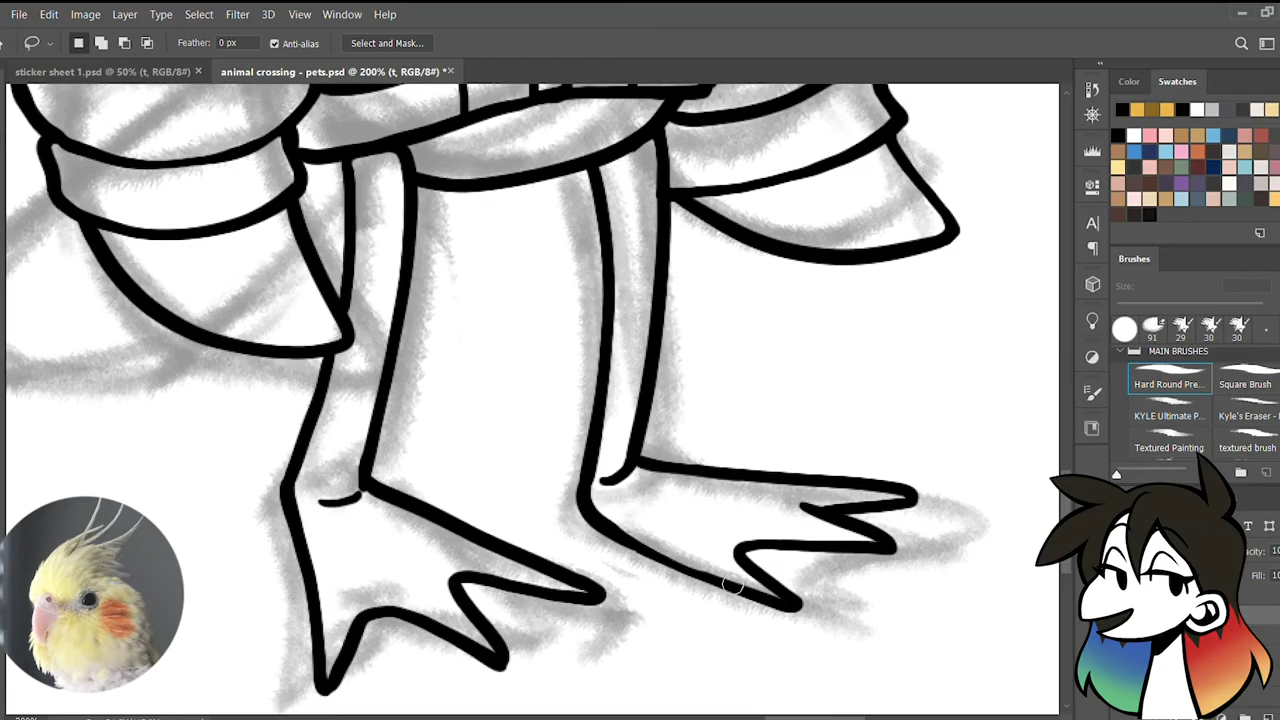 File Edit Image Layer Type Select Filter 3D View Window Help
Feather: 0 px Anti-alias Select and Mask...
sticker sheet 1.psd @ 50% (t, RGB/8#) × animal crossing - pets.psd @ 200% (t, RGB/8#) * ×
Color Swatches
Brushes
Size:
91 29 30 30
MAIN BRUSHES
Hard Round Pre... Square Brush
KYLE Ultimate P... Kyle's Eraser -
Textured Painting textured brush
Fill: